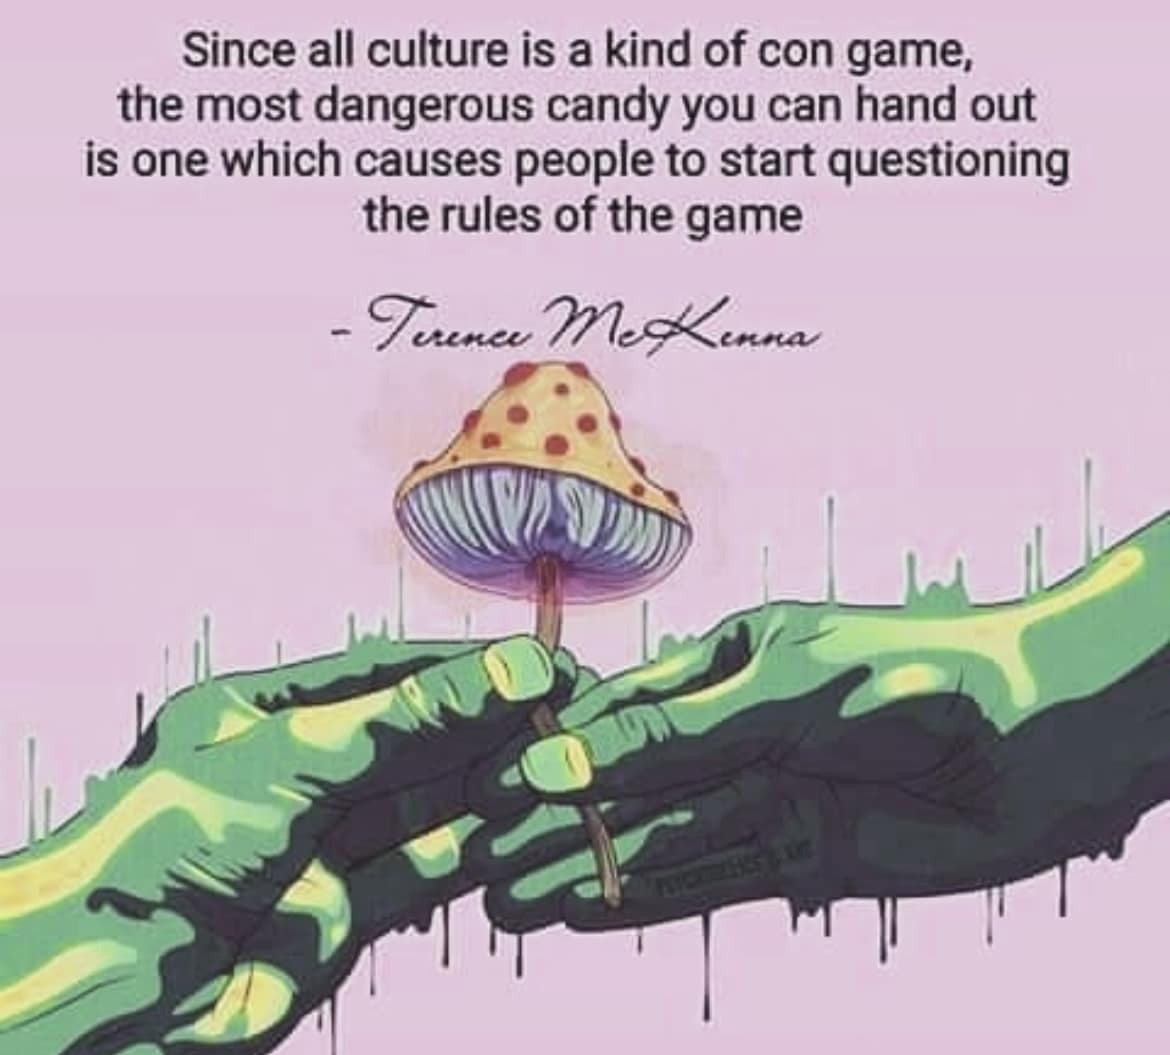 Since all culture is a kind of con game,
the most dangerous candy you can hand out
is one which causes people to start questioning
the rules of the game
- Terence McKenna